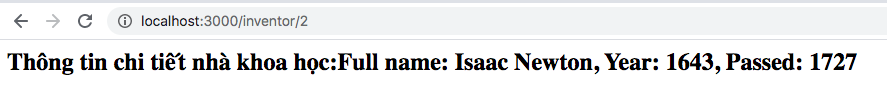 localhost:3000/inventor/2
Thông tin chi tiết nhà khoa học:Full name: Isaac Newton, Year: 1643, Passed: 1727